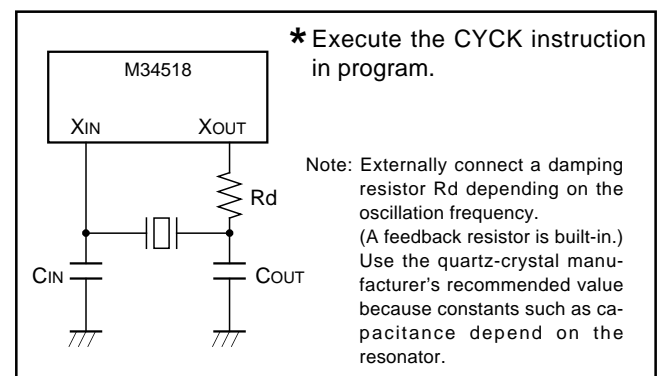 * Execute the CYCK instruction
in program.
M34518
XIN
XOUT
Rd
CIN
COUT
Note: Externally connect a damping
resistor Rd depending on the
oscillation frequency.
(A feedback resistor is built-in.)
Use the quartz-crystal manu-
facturer's recommended value
because constants such as ca-
pacitance depend on the
resonator.